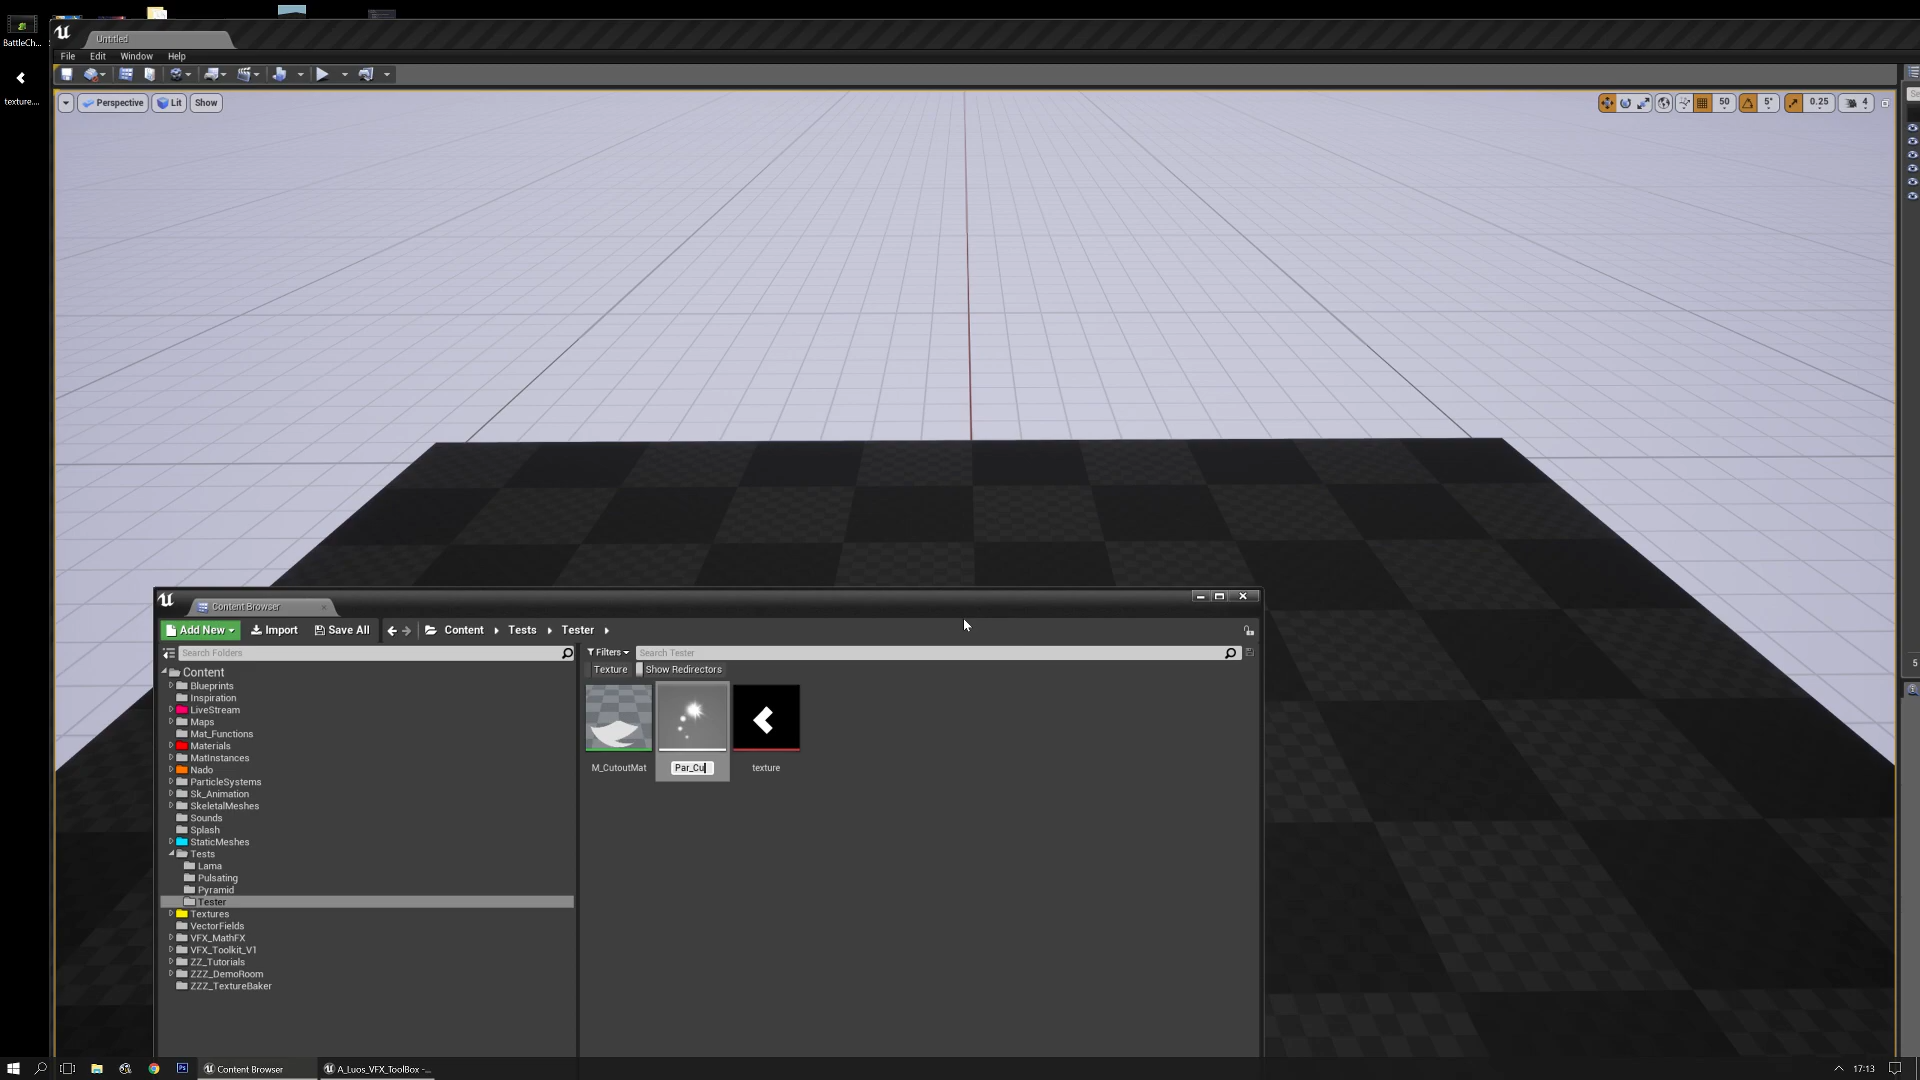 BattleCh...
texture....
Untitled
File Edit Window Help
Perspective Lit Show
50 5° 0.25 4
5
Content Browser
Add New Import Save All Content Tests Tester
Search Folders
Filters Search Tester
Texture Show Redirectors
Content
Blueprints
Inspiration
LiveStream
Maps
Mat_Functions
Materials
MatInstances
Nado
ParticleSystems
Sk_Animation
SkeletalMeshes
Sounds
Splash
StaticMeshes
Tests
Lama
Pulsating
Pyramid
Tester
Textures
VectorFields
VFX_MathFX
VFX_Toolkit_V1
ZZ_Tutorials
ZZZ_DemoRoom
ZZZ_TextureBaker
M_CutoutMat Par_Cu texture
Content Browser A_Luos_VFX_ToolBox -... 17:13